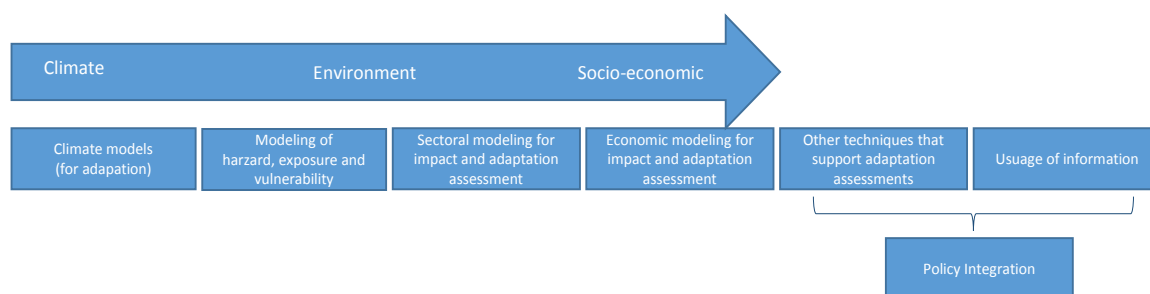 Climate
Environment
Socio-economic
Climate models
(for adapation)
Modeling of
harzard, exposure and
vulnerability
Sectoral modeling for
impact and adaptation
assessment
Economic modeling for
impact and adaptation
assessment
Other techniques that
support adaptation
assessments
Usuage of information
Policy Integration